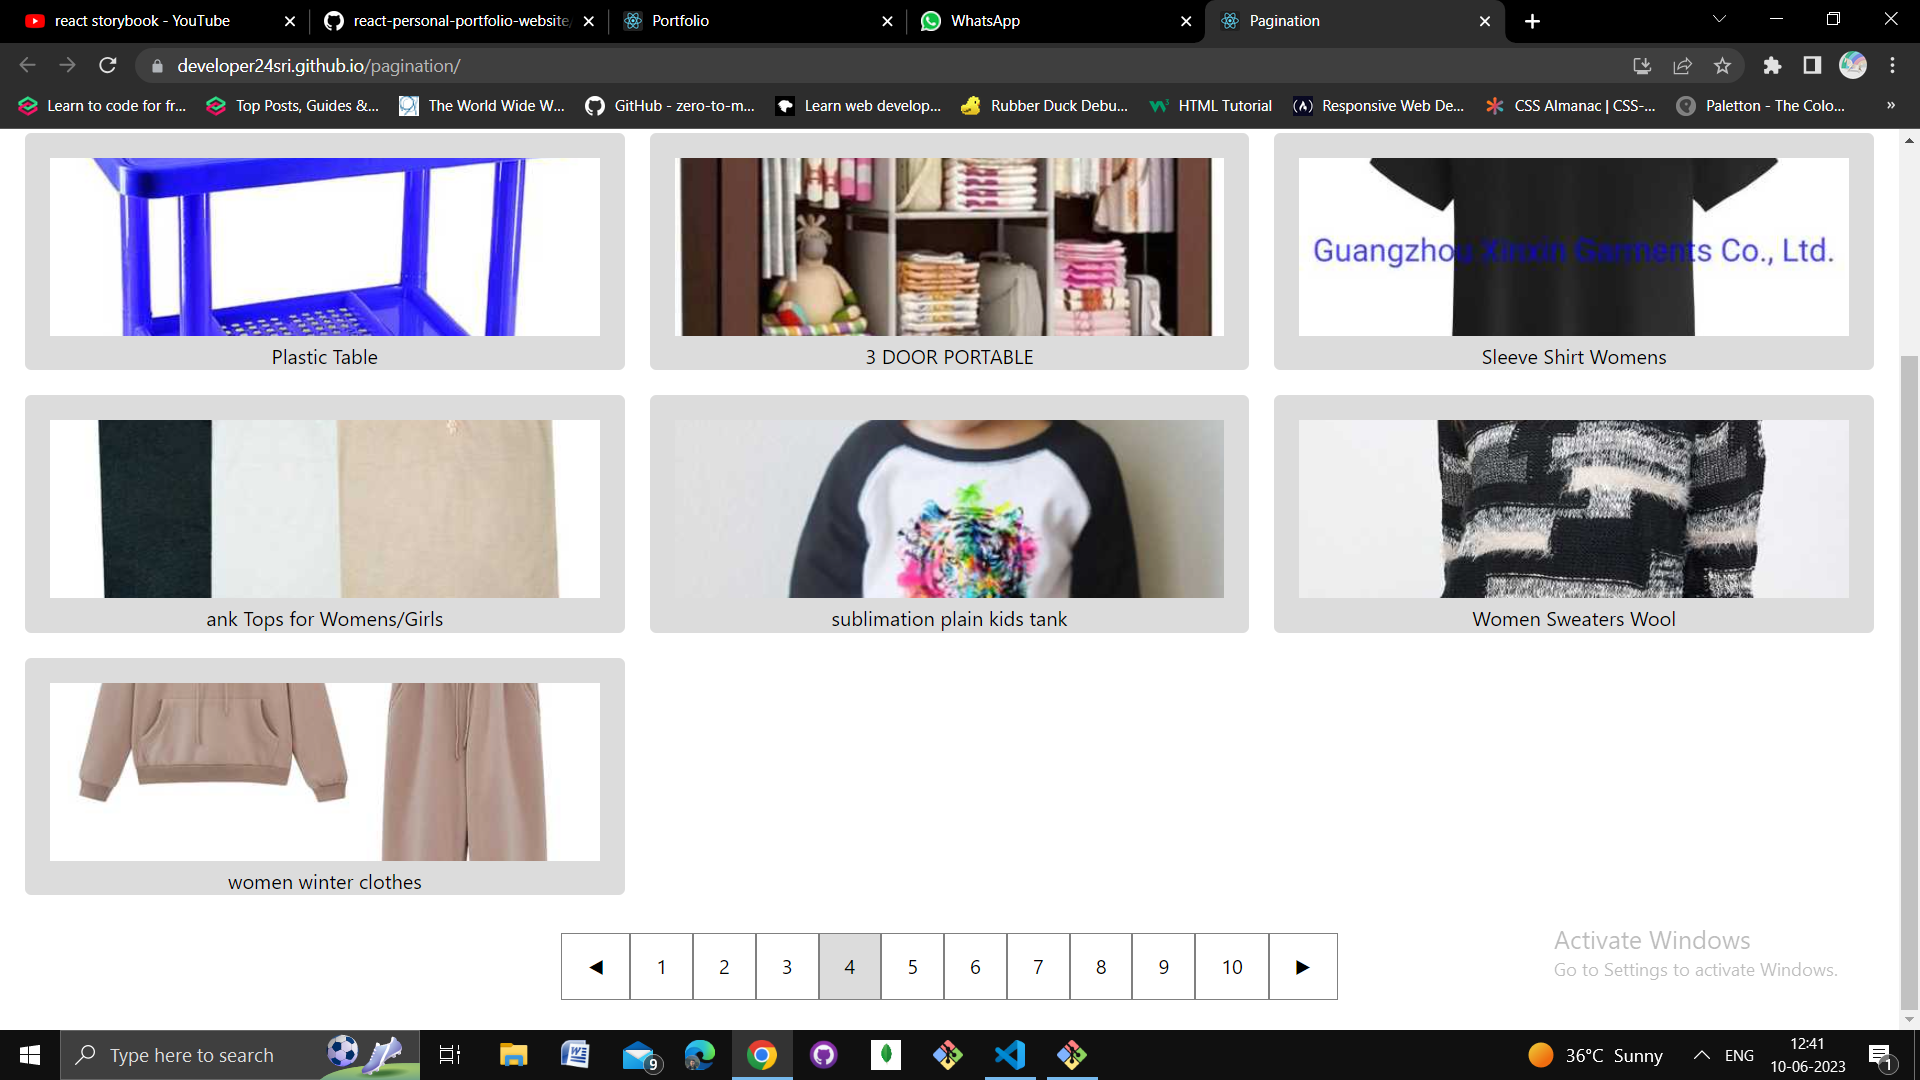 react storybook - YouTube
react-personal-portfolio-website/
Portfolio
WhatsApp
Pagination
developer24sri.github.io/pagination/
Learn to code for fr...
Top Posts, Guides &...
The World Wide W...
GitHub - zero-to-m...
Learn web develop...
Rubber Duck Debu...
HTML Tutorial
Responsive Web De...
CSS Almanac | CSS-...
Paletton - The Colo...
»
Guangzhou Xinxin Garments Co., Ltd.
Plastic Table
3 DOOR PORTABLE
Sleeve Shirt Womens
ank Tops for Womens/Girls
sublimation plain kids tank
Women Sweaters Wool
women winter clothes
◄ 1 2 3 4 5 6 7 8 9 10 ►
Activate Windows
Go to Settings to activate Windows.
Type here to search
9
36°C Sunny
ENG
12:41
10-06-2023
1